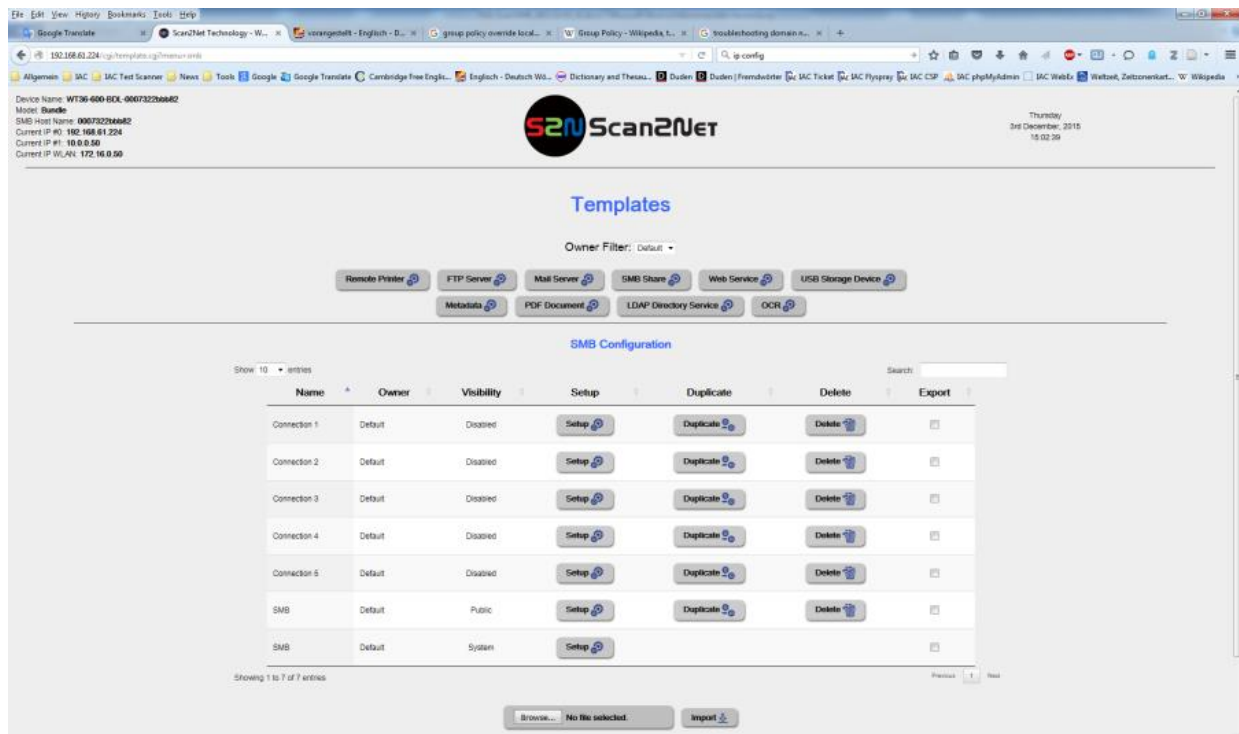 File Edit View History Bookmarks Tools Help
Google Translate
Scan2Net Technology - W...
vorangestellt - Englisch - D...
group policy override local...
Group Policy - Wikipedia, t...
troubleshooting domain n...
192.168.61.224/cgi/template.cgi?menu=smb
ip config
Allgemein IAC IAC Test Scanner News Tools Google Google Translate Cambridge Free Englis... Englisch - Deutsch Wö... Dictionary and Thesau... Duden Duden | Fremdwörter IAC Ticket IAC Flyspray IAC CSP IAC phpMyAdmin IAC WebEx Weltzeit, Zeitzonenkart... Wikipedia
Device Name: WT36-600-BDL-0007322bbb82
Model: Bundle
SMB Host Name: 0007322bbb82
Current IP #0: 192.168.61.224
Current IP #1: 10.0.0.50
Current IP WLAN: 172.16.0.50
S2N Scan2Net
Thursday
3rd December, 2015
15:02:39
Templates
Owner Filter: Default
Remote Printer FTP Server Mail Server SMB Share Web Service USB Storage Device
Metadata PDF Document LDAP Directory Service OCR
SMB Configuration
Show 10 entries Search:
Name Owner Visibility Setup Duplicate Delete Export
Connection 1 Default Disabled Setup Duplicate Delete
Connection 2 Default Disabled Setup Duplicate Delete
Connection 3 Default Disabled Setup Duplicate Delete
Connection 4 Default Disabled Setup Duplicate Delete
Connection 5 Default Disabled Setup Duplicate Delete
SMB Default Public Setup Duplicate Delete
SMB Default System Setup
Showing 1 to 7 of 7 entries Previous 1 Next
Browse... No file selected. Import